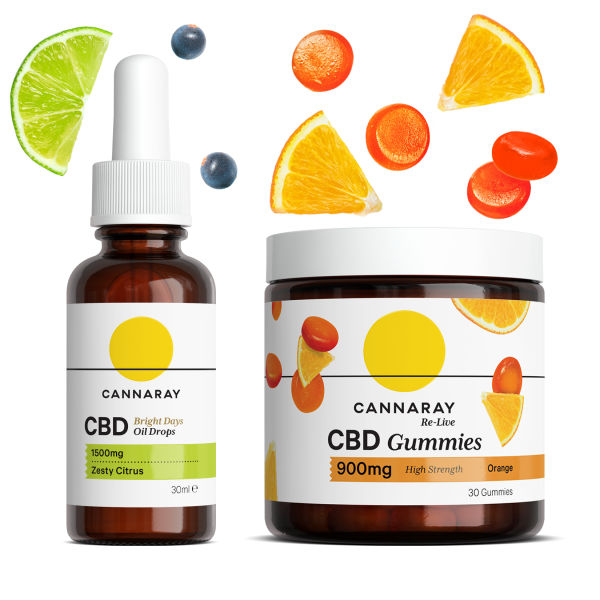 CANNARAY
CBD Bright Days
Oil Drops
1500mg
Zesty Citrus
30ml ℮
CANNARAY
Re-Live
CBD Gummies
900mg High Strength Orange
30 Gummies